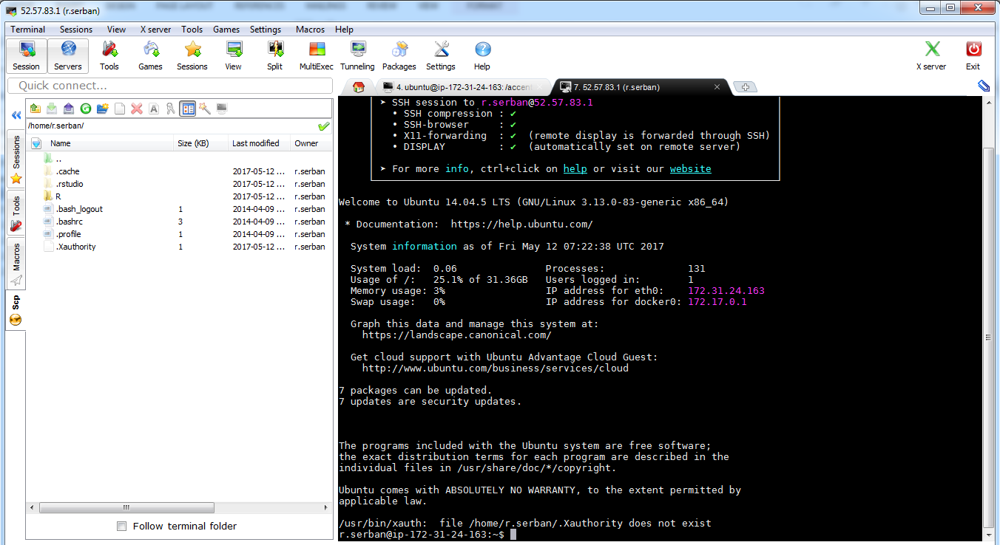 52.57.83.1 (r.serban)
Terminal Sessions View X server Tools Games Settings Macros Help
Session Servers Tools Games Sessions View Split MultiExec Tunneling Packages Settings Help X server Exit
Quick connect...
4. ubuntu@ip-172-31-24-163: /accent
7. 52.57.83.1 (r.serban)
Sessions
Tools
Macros
Scp
/home/r.serban/
Name Size (KB) Last modified Owner
..
.cache 2017-05-12 ... r.serban
.rstudio 2017-05-12 ... r.serban
R 2017-05-12 ... r.serban
.bash_logout 1 2014-04-09 ... r.serban
.bashrc 3 2014-04-09 ... r.serban
.profile 1 2014-04-09 ... r.serban
.Xauthority 1 2017-05-12 ... r.serban
Follow terminal folder
➤ SSH session to r.serban@52.57.83.1
• SSH compression : ✔
• SSH-browser : ✔
• X11-forwarding : ✔ (remote display is forwarded through SSH)
• DISPLAY : ✔ (automatically set on remote server)
➤ For more info, ctrl+click on help or visit our website
Welcome to Ubuntu 14.04.5 LTS (GNU/Linux 3.13.0-83-generic x86_64)
* Documentation: https://help.ubuntu.com/
System information as of Fri May 12 07:22:38 UTC 2017
System load: 0.06 Processes: 131
Usage of /: 25.1% of 31.36GB Users logged in: 1
Memory usage: 3% IP address for eth0: 172.31.24.163
Swap usage: 0% IP address for docker0: 172.17.0.1
Graph this data and manage this system at:
https://landscape.canonical.com/
Get cloud support with Ubuntu Advantage Cloud Guest:
http://www.ubuntu.com/business/services/cloud
7 packages can be updated.
7 updates are security updates.
The programs included with the Ubuntu system are free software;
the exact distribution terms for each program are described in the
individual files in /usr/share/doc/*/copyright.
Ubuntu comes with ABSOLUTELY NO WARRANTY, to the extent permitted by
applicable law.
/usr/bin/xauth: file /home/r.serban/.Xauthority does not exist
r.serban@ip-172-31-24-163:~$